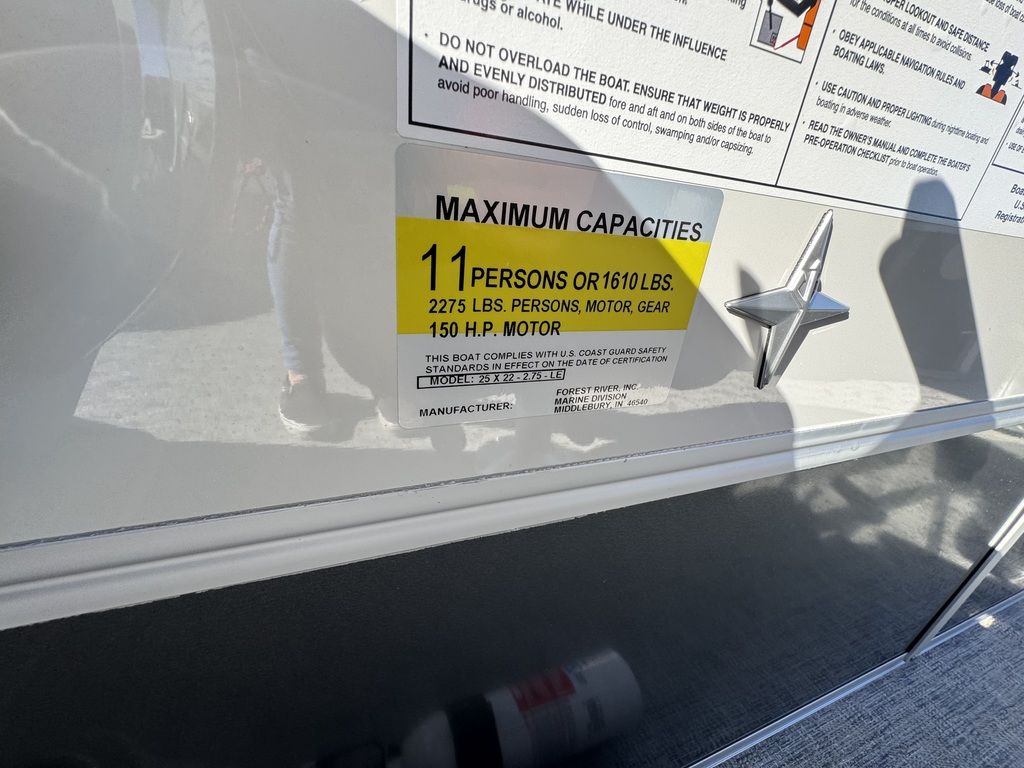 WHILE UNDER THE INFLUENCE
drugs or alcohol.
DO NOT OVERLOAD THE BOAT. ENSURE THAT WEIGHT IS PROPERLY
AND EVENLY DISTRIBUTED fore and aft and on both sides of the boat to
avoid poor handling, sudden loss of control, swamping and/or capsizing.
LOOKOUT AND SAFE DISTANCE
for the conditions at all times to avoid collisions.
· OBEY APPLICABLE NAVIGATION RULES AND
BOATING LAWS.
· USE CAUTION AND PROPER LIGHTING during nighttime boating and
boating in adverse weather.
· READ THE OWNER'S MANUAL AND COMPLETE THE BOATER'S
PRE-OPERATION CHECKLIST prior to boat operation.
MAXIMUM CAPACITIES
11 PERSONS OR 1610 LBS.
2275 LBS. PERSONS, MOTOR, GEAR
150 H.P. MOTOR
THIS BOAT COMPLIES WITH U.S. COAST GUARD SAFETY
STANDARDS IN EFFECT ON THE DATE OF CERTIFICATION
MODEL: 25 X 22 - 2.75 - LE
MANUFACTURER:
FOREST RIVER, INC.
MARINE DIVISION
MIDDLEBURY, IN 46540